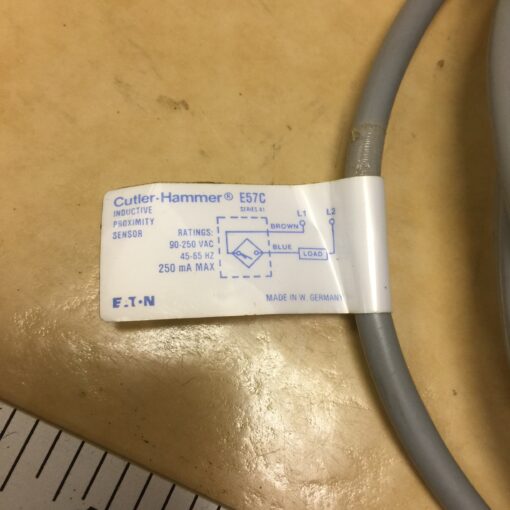 Cutler-Hammer® E57C
SERIES A1
INDUCTIVE
PROXIMITY
SENSOR
RATINGS:
90-250 VAC
45-65 HZ
250 mA MAX
L1
L2
BROWN
BLUE
LOAD
E.T.N
MADE IN W. GERMANY